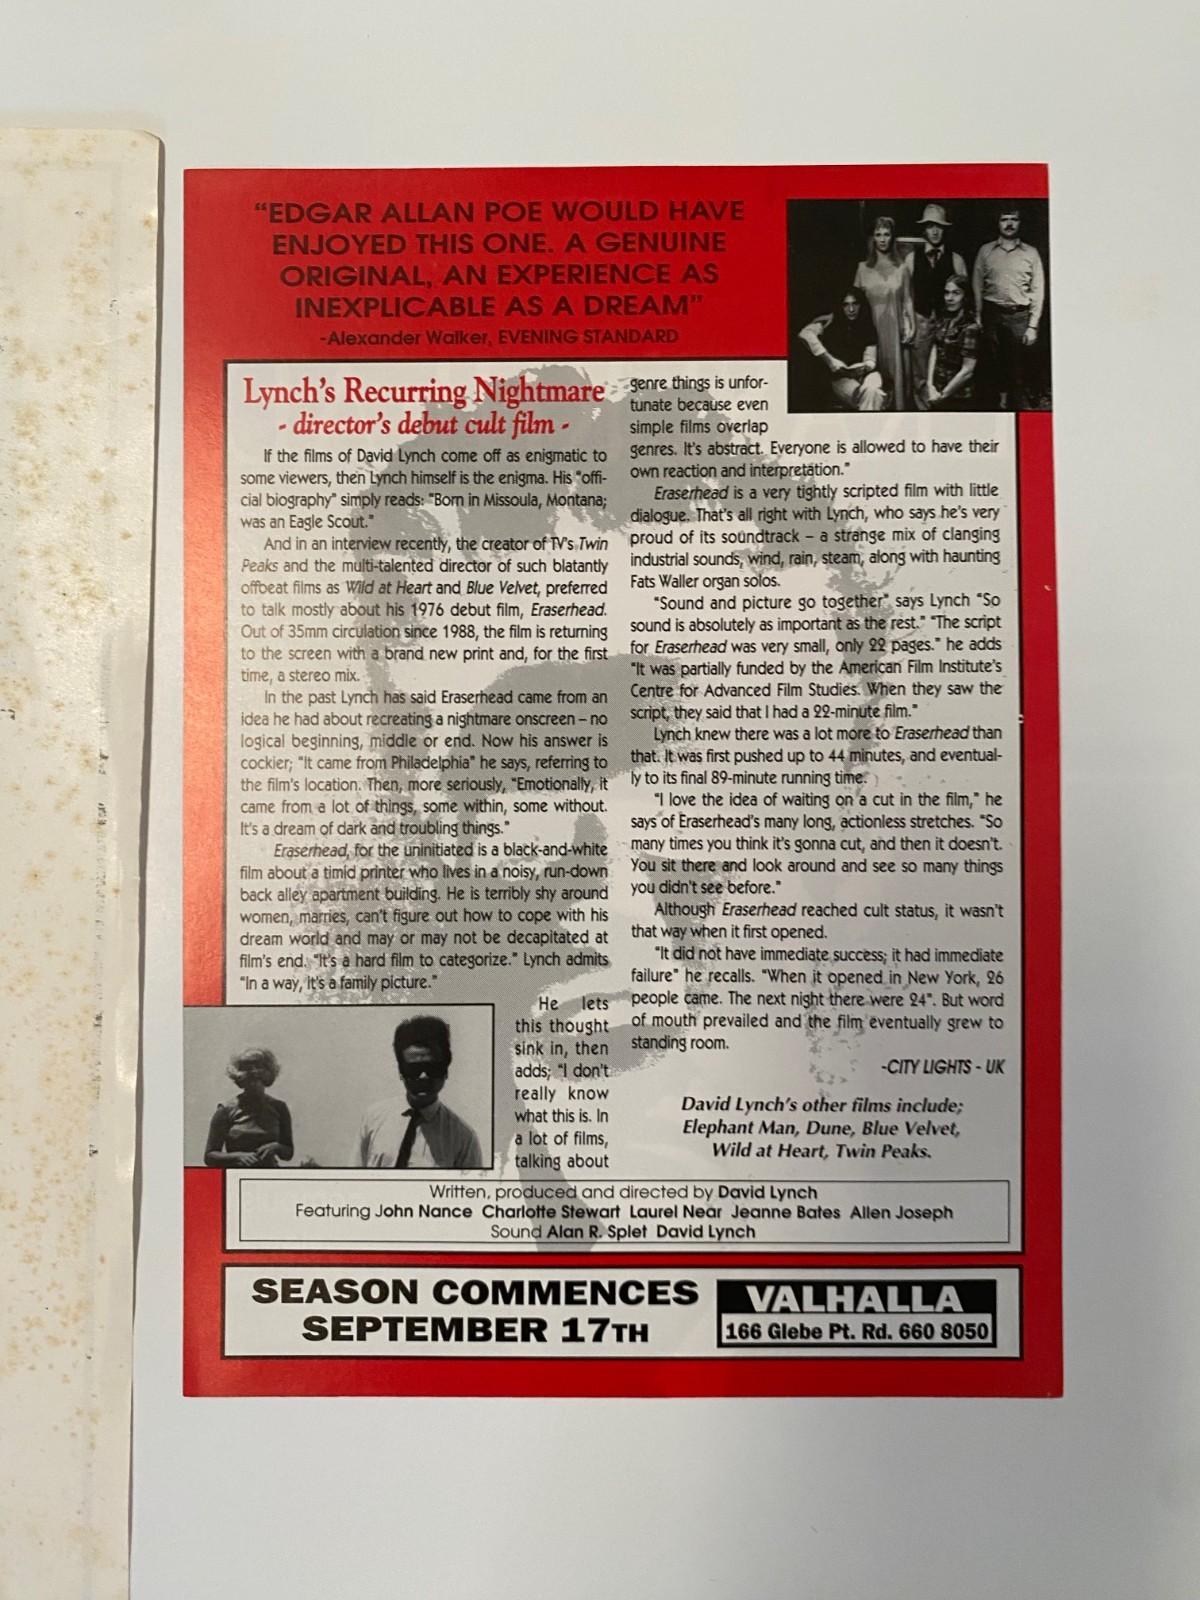 “EDGAR ALLAN POE WOULD HAVE
ENJOYED THIS ONE. A GENUINE
ORIGINAL, AN EXPERIENCE AS
INEXPLICABLE AS A DREAM”
-Alexander Walker, EVENING STANDARD
Lynch's Recurring Nightmare
- director's debut cult film -
If the films of David Lynch come off as enigmatic to
some viewers, then Lynch himself is the enigma. His “offi-
cial biography” simply reads: “Born in Missoula, Montana;
was an Eagle Scout.”
And in an interview recently, the creator of TV's Twin
Peaks and the multi-talented director of such blatantly
offbeat films as Wild at Heart and Blue Velvet, preferred
to talk mostly about his 1976 debut film, Eraserhead.
Out of 35mm circulation since 1988, the film is returning
to the screen with a brand new print and, for the first
time, a stereo mix.
In the past Lynch has said Eraserhead came from an
idea he had about recreating a nightmare onscreen – no
logical beginning, middle or end. Now his answer is
cockier; “It came from Philadelphia” he says, referring to
the film's location. Then, more seriously, “Emotionally, it
came from a lot of things, some within, some without.
It's a dream of dark and troubling things.”
Eraserhead, for the uninitiated is a black-and-white
film about a timid printer who lives in a noisy, run-down
back alley apartment building. He is terribly shy around
women, marries, can't figure out how to cope with his
dream world and may or may not be decapitated at
film's end. “It's a hard film to categorize.” Lynch admits
“In a way, it's a family picture.”
He lets
this thought
sink in, then
adds; “I don't
really know
what this is. In
a lot of films,
talking about
genre things is unfor-
tunate because even
simple films overlap
genres. It's abstract. Everyone is allowed to have their
own reaction and interpretation.”
Eraserhead is a very tightly scripted film with little
dialogue. That's all right with Lynch, who says he's very
proud of its soundtrack – a strange mix of clanging
industrial sounds, wind, rain, steam, along with haunting
Fats Waller organ solos.
“Sound and picture go together” says Lynch “So
sound is absolutely as important as the rest.” “The script
for Eraserhead was very small, only 22 pages.” he adds
“It was partially funded by the American Film Institute's
Centre for Advanced Film Studies. When they saw the
script, they said that I had a 22-minute film.”
Lynch knew there was a lot more to Eraserhead than
that. It was first pushed up to 44 minutes, and eventual-
ly to its final 89-minute running time.
“I love the idea of waiting on a cut in the film,” he
says of Eraserhead's many long, actionless stretches. “So
many times you think it's gonna cut, and then it doesn't.
You sit there and look around and see so many things
you didn't see before.”
Although Eraserhead reached cult status, it wasn't
that way when it first opened.
“It did not have immediate success; it had immediate
failure” he recalls. “When it opened in New York, 26
people came. The next night there were 24”. But word
of mouth prevailed and the film eventually grew to
standing room.
-CITY LIGHTS - UK
David Lynch's other films include;
Elephant Man, Dune, Blue Velvet,
Wild at Heart, Twin Peaks.
Written, produced and directed by David Lynch
Featuring John Nance Charlotte Stewart Laurel Near Jeanne Bates Allen Joseph
Sound Alan R. Splet David Lynch
SEASON COMMENCES
SEPTEMBER 17TH
VALHALLA
166 Glebe Pt. Rd. 660 8050